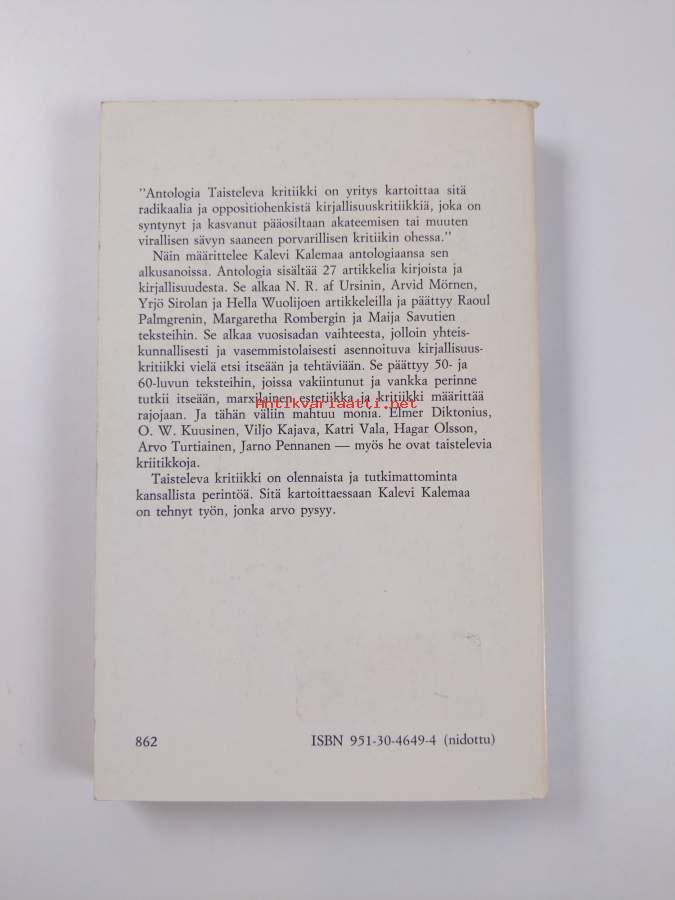 "Antologia Taisteleva kritiikki on yritys kartoittaa sitä
radikaalia ja oppositiohenkistä kirjallisuuskritiikkiä, joka on
syntynyt ja kasvanut pääosiltaan akateemisen tai muuten
virallisen sävyn saaneen porvarillisen kritiikin ohessa."
Näin määrittelee Kalevi Kalemaa antologiaansa sen
alkusanoissa. Antologia sisältää 27 artikkelia kirjoista ja
kirjallisuudesta. Se alkaa N. R. af Ursinin, Arvid Mörnen,
Yrjö Sirolan ja Hella Wuolijoen artikkeleilla ja päättyy Raoul
Palmgrenin, Margaretha Rombergin ja Maija Savutien
teksteihin. Se alkaa vuosisadan vaihteesta, jolloin yhteis-
kunnallisesti ja vasemmistolaisesti asennoituva kirjallisuus-
kritiikki vielä etsi itseään ja tehtäviään. Se päättyy 50- ja
60-luvun teksteihin, joissa vakiintunut ja vankka perinne
tutkii itseään, marxilainen estetiikka ja kritiikki määrittää
Antikvariaatti.com
rajojaan. Ja tähän väliin mahtuu monia. Elmer Diktonius,
O. W. Kuusinen, Viljo Kajava, Katri Vala, Hagar Olsson,
Arvo Turtiainen, Jarno Pennanen — myös he ovat taistelevia
kriitikkoja.
Taisteleva kritiikki on olennaista ja tutkimattominta
kansallista perintöä. Sitä kartoittaessaan Kalevi Kalemaa
on tehnyt työn, jonka arvo pysyy.
862 ISBN 951-30-4649-4 (nidottu)